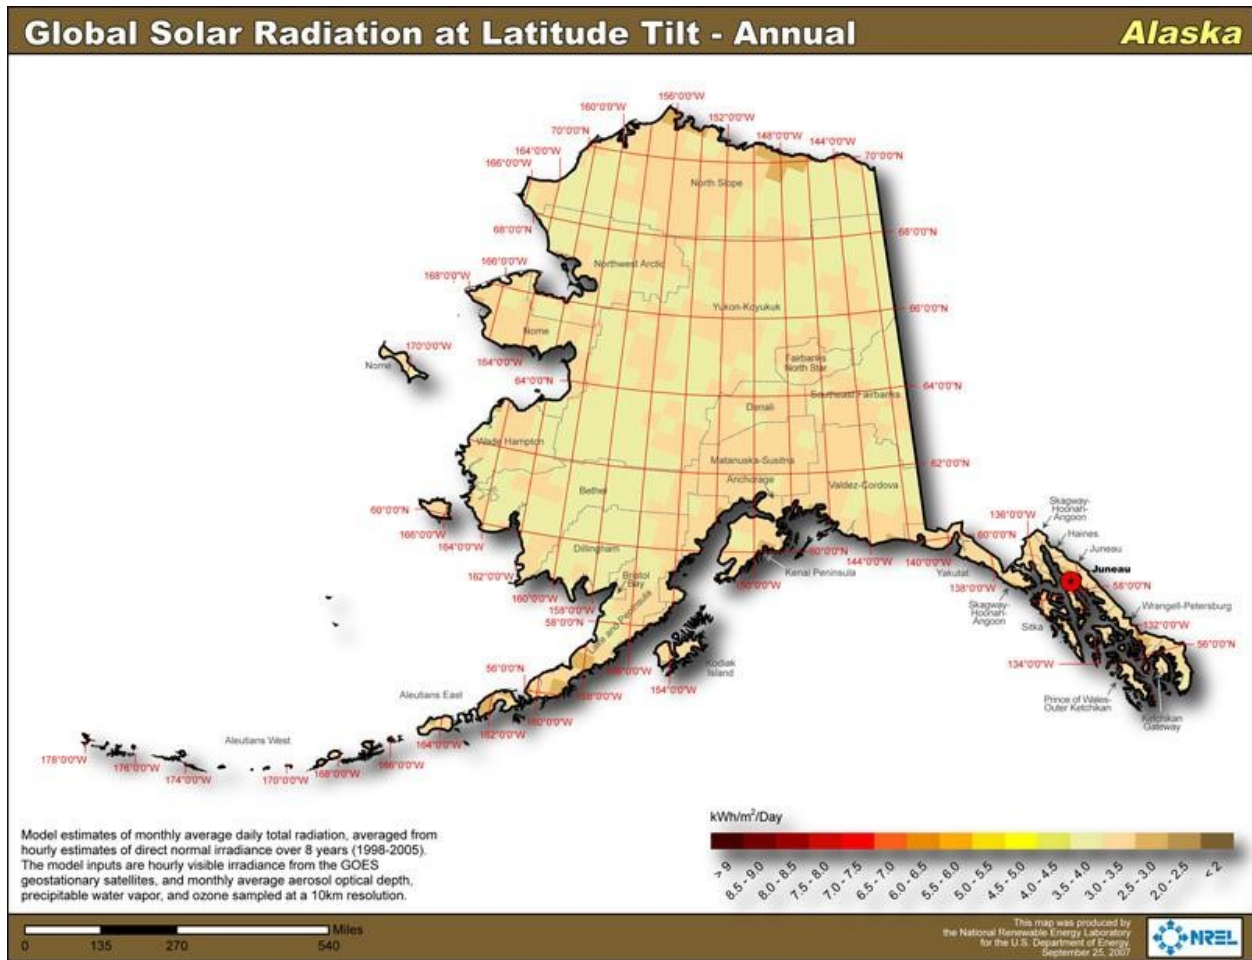 Global Solar Radiation at Latitude Tilt - Annual
Alaska
156°0'0"W
160°0'0"W
152°0'0"W
70°0'0"N
148°0'0"W
144°0'0"W
164°0'0"W
70°0'0"N
166°0'0"W
North Slope
68°0'0"N
68°0'0"N
166°0'0"W
Northwest Arctic
168°0'0"W
Yukon-Koyukuk
66°0'0"N
Nome
170°0'0"W
Nome
164°0'0"W
Fairbanks
North Star
64°0'0"N
64°0'0"N
Southeast Fairbanks
Denali
Wade Hampton
Matanuska-Susitna
62°0'0"N
Anchorage
Valdez-Cordova
Bethel
60°0'0"N
166°0'0"W
164°0'0"W
Skagway-
Hoonah-
Angoon
136°0'0"W
60°0'0"N
Haines
Juneau
Juneau
Dillingham
60°0'0"N
144°0'0"W
140°0'0"W
Yakutat
Kenai Peninsula
162°0'0"W
Bristol
Bay
138°0'0"W
58°0'0"N
160°0'0"W
158°0'0"W
58°0'0"N
Lake and Peninsula
Skagway-
Hoonah-
Angoon
Sitka
Wrangell-Petersburg
132°0'0"W
56°0'0"N
134°0'0"W
56°0'0"N
Kodiak
Island
154°0'0"W
Aleutians East
Prince of Wales-
Outer Ketchikan
Ketchikan
Gateway
160°0'0"W
162°0'0"W
164°0'0"W
Aleutians West
178°0'0"W
176°0'0"W
174°0'0"W
170°0'0"W
168°0'0"W
166°0'0"W
Model estimates of monthly average daily total radiation, averaged from
hourly estimates of direct normal irradiance over 8 years (1998-2005).
The model inputs are hourly visible irradiance from the GOES
geostationary satellites, and monthly average aerosol optical depth,
precipitable water vapor, and ozone sampled at a 10km resolution.
kWh/m²/Day
> 9
8.5 - 9.0
8.0 - 8.5
7.5 - 8.0
7.0 - 7.5
6.5 - 7.0
6.0 - 6.5
5.5 - 6.0
5.0 - 5.5
4.5 - 5.0
4.0 - 4.5
3.5 - 4.0
3.0 - 3.5
2.5 - 3.0
2.0 - 2.5
< 2
Miles
0 135 270 540
This map was produced by
the National Renewable Energy Laboratory
for the U.S. Department of Energy.
September 25, 2007
NREL